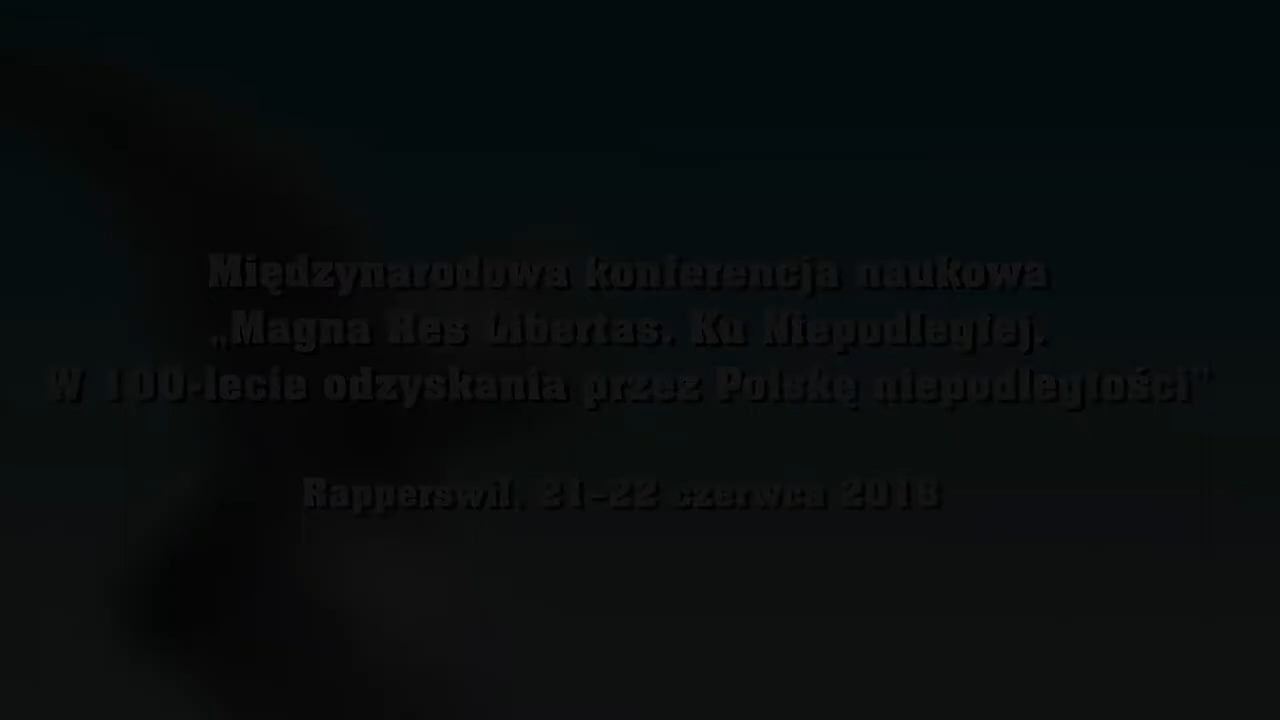 Międzynarodowa konferencja naukowa
„Magna Res Libertas. Ku Niepodległej.
W 100-lecie odzyskania przez Polskę niepodległości”
Rapperswil, 21–22 czerwca 2018